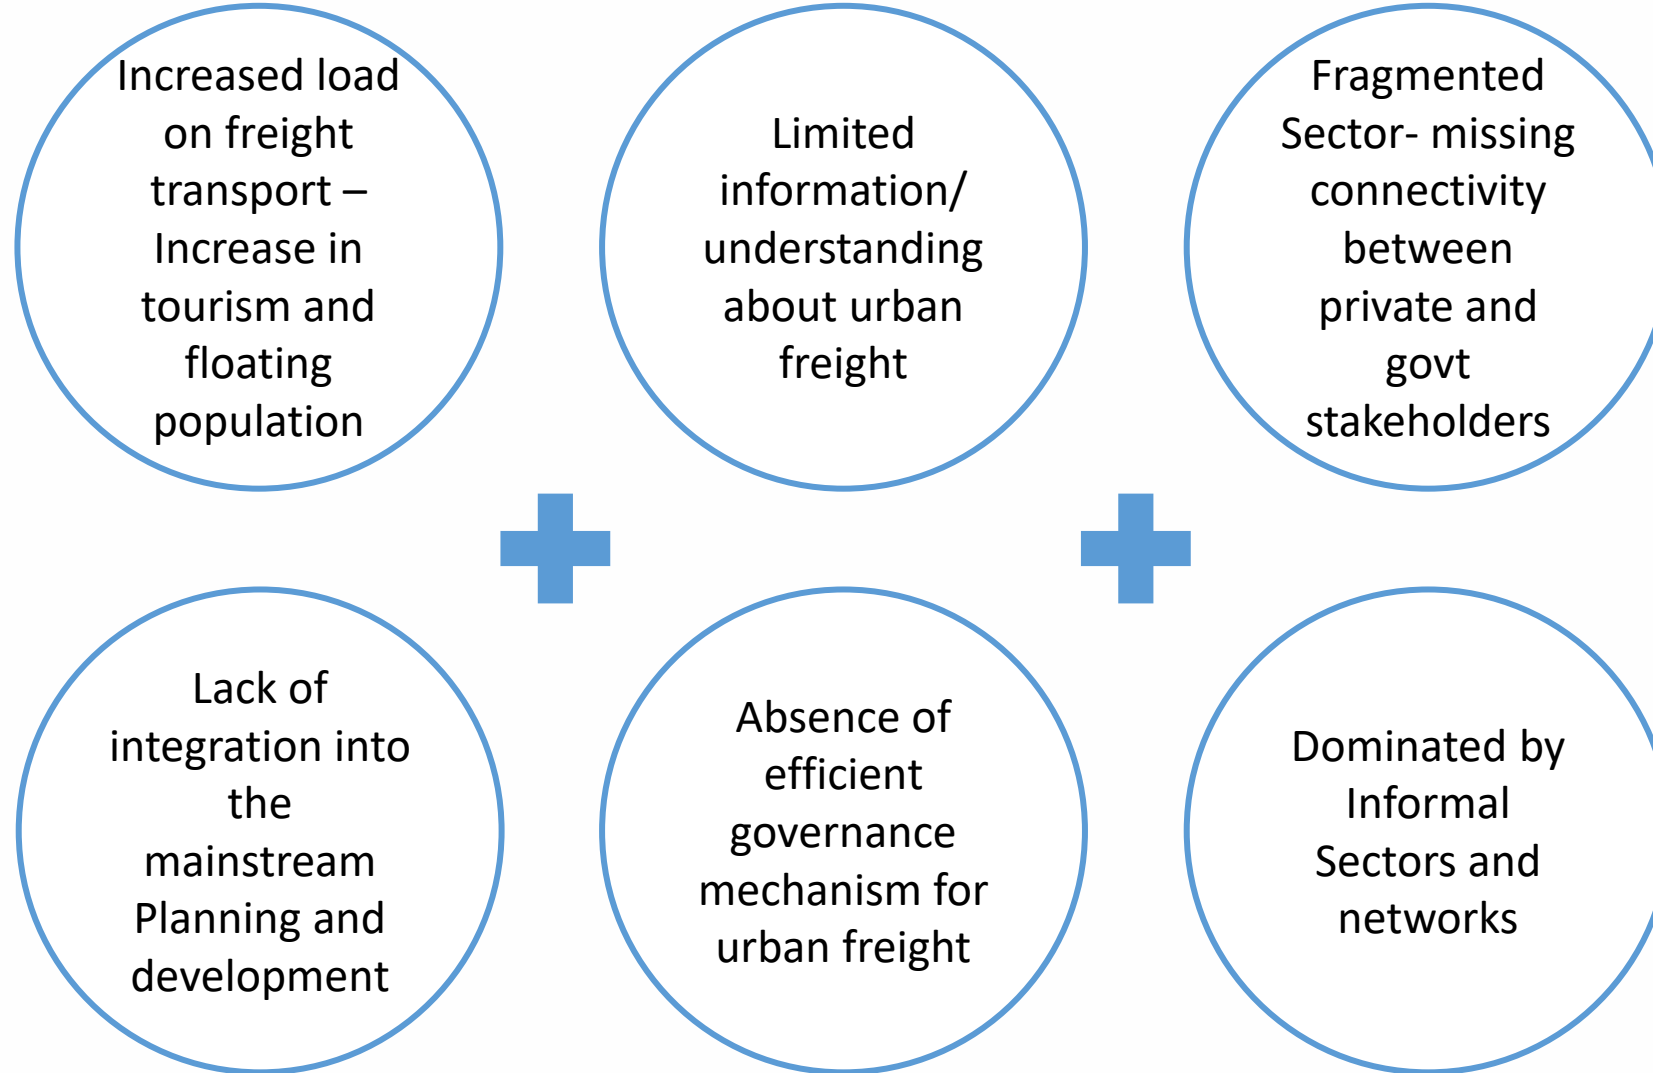 Increased load
on freight
transport –
Increase in
tourism and
floating
population
Limited
information/
understanding
about urban
freight
Fragmented
Sector- missing
connectivity
between
private and
govt
stakeholders
Lack of
integration into
the
mainstream
Planning and
development
Absence of
efficient
governance
mechanism for
urban freight
Dominated by
Informal
Sectors and
networks